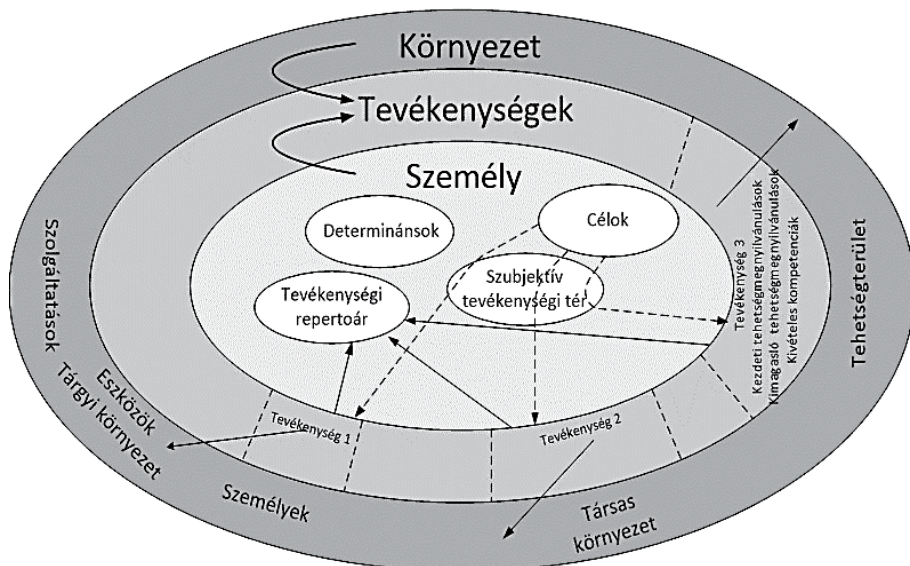 Környezet
Tevékenységek
Személy
Determinánsok
Célok
Szubjektív
tevékenységi tér
Tevékenységi
repertoár
Szolgáltatások
Eszközök
Tárgyi környezet
Személyek
Társas
környezet
Tehetségterület
Tevékenység 1
Tevékenység 2
Tevékenység 3
Kezdeti tehetségmegnyilvánulások
Kimagasló tehetségmegnyilvánulások
Kivételes kompetenciák